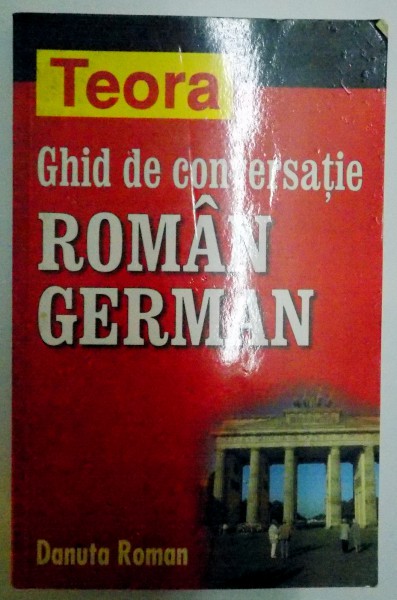 Teora
Ghid de conversație
ROMÂN
GERMAN
Danuta Roman